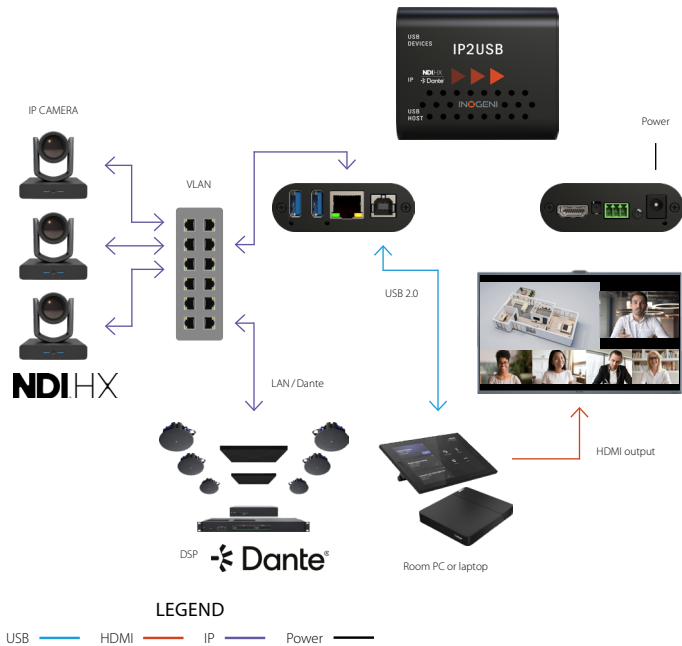 USB
DEVICES
IP2USB
IP
NDI HX
Dante
USB
HOST
INOGENI
Power
IP CAMERA
VLAN
USB 2.0
NDI HX
LAN / Dante
HDMI output
DSP
Dante
Room PC or laptop
LEGEND
USB
HDMI
IP
Power